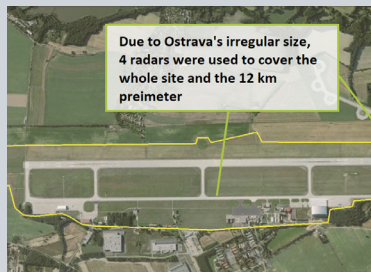 Due to Ostrava's irregular size,
4 radars were used to cover the
whole site and the 12 km
preimeter